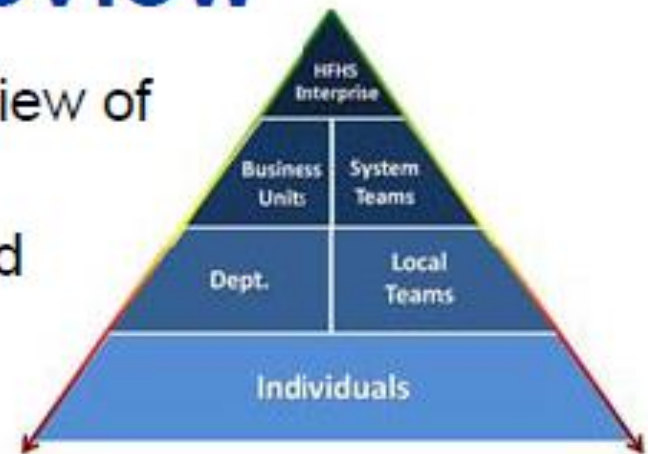 iew of
d
HFHS
Enterprise
Business
Units
System
Teams
Dept.
Local
Teams
Individuals